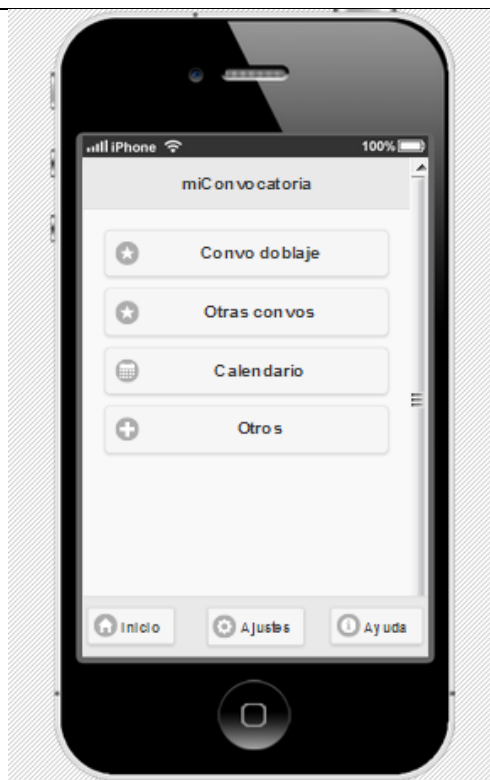 iPhone 100%
miConvocatoria
Convo doblaje
Otras convos
Calendario
Otros
Inicio Ajustes Ayuda